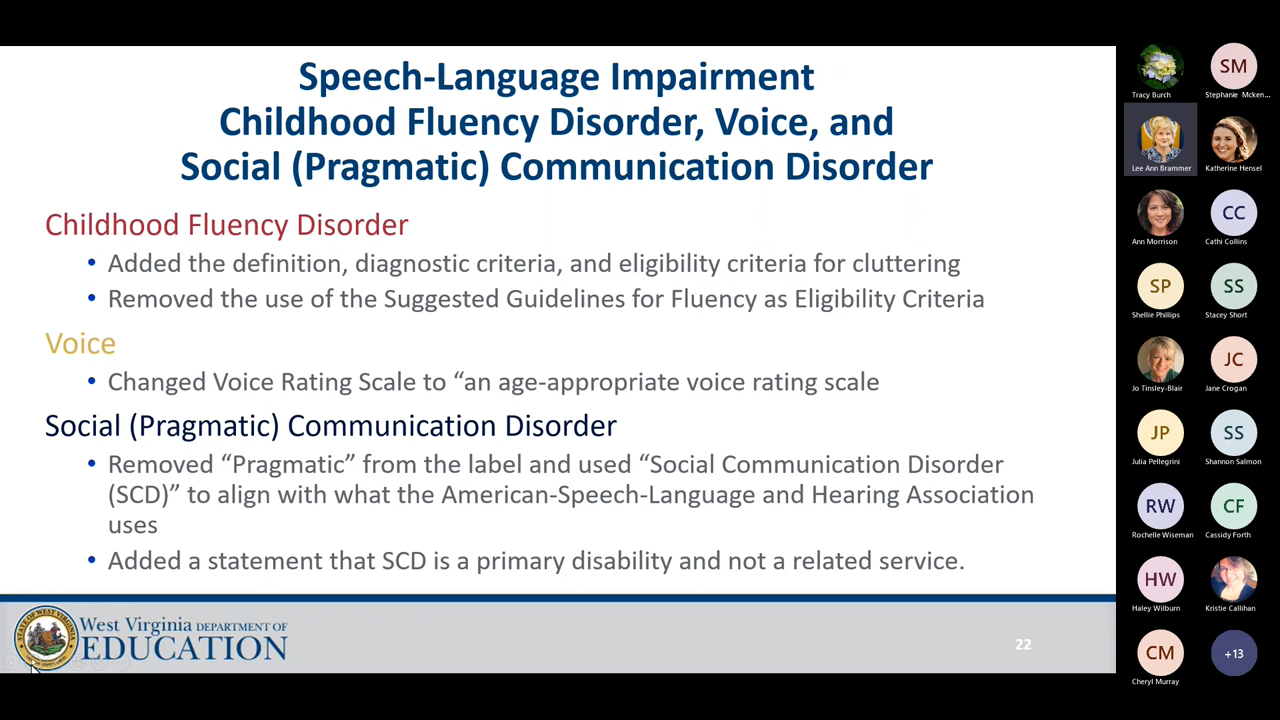 Speech-Language Impairment
Childhood Fluency Disorder, Voice, and
Social (Pragmatic) Communication Disorder
Childhood Fluency Disorder
• Added the definition, diagnostic criteria, and eligibility criteria for cluttering
• Removed the use of the Suggested Guidelines for Fluency as Eligibility Criteria
Voice
• Changed Voice Rating Scale to “an age-appropriate voice rating scale
Social (Pragmatic) Communication Disorder
• Removed “Pragmatic” from the label and used “Social Communication Disorder
(SCD)” to align with what the American-Speech-Language and Hearing Association
uses
• Added a statement that SCD is a primary disability and not a related service.
West Virginia DEPARTMENT OF
EDUCATION
22
Tracy Burch
SM
Stephanie Mcken...
Lee Ann Brammer
Katherine Hensel
Ann Morrison
CC
Cathi Collins
SP
Shellie Phillips
SS
Stacey Short
Jo Tinsley-Blair
JC
Jane Crogan
JP
Julia Pellegrini
SS
Shannon Salmon
RW
Rochelle Wiseman
CF
Cassidy Forth
HW
Haley Wilburn
Kristie Callihan
CM
Cheryl Murray
+13